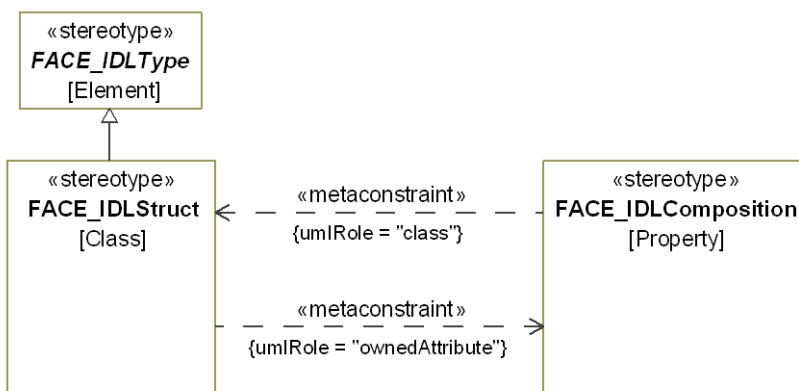 «stereotype»
FACE_IDLType
[Element]
«stereotype»
FACE_IDLStruct
[Class]
«metaconstraint»
{umlRole = "class"}
«metaconstraint»
{umlRole = "ownedAttribute"}
«stereotype»
FACE_IDLComposition
[Property]